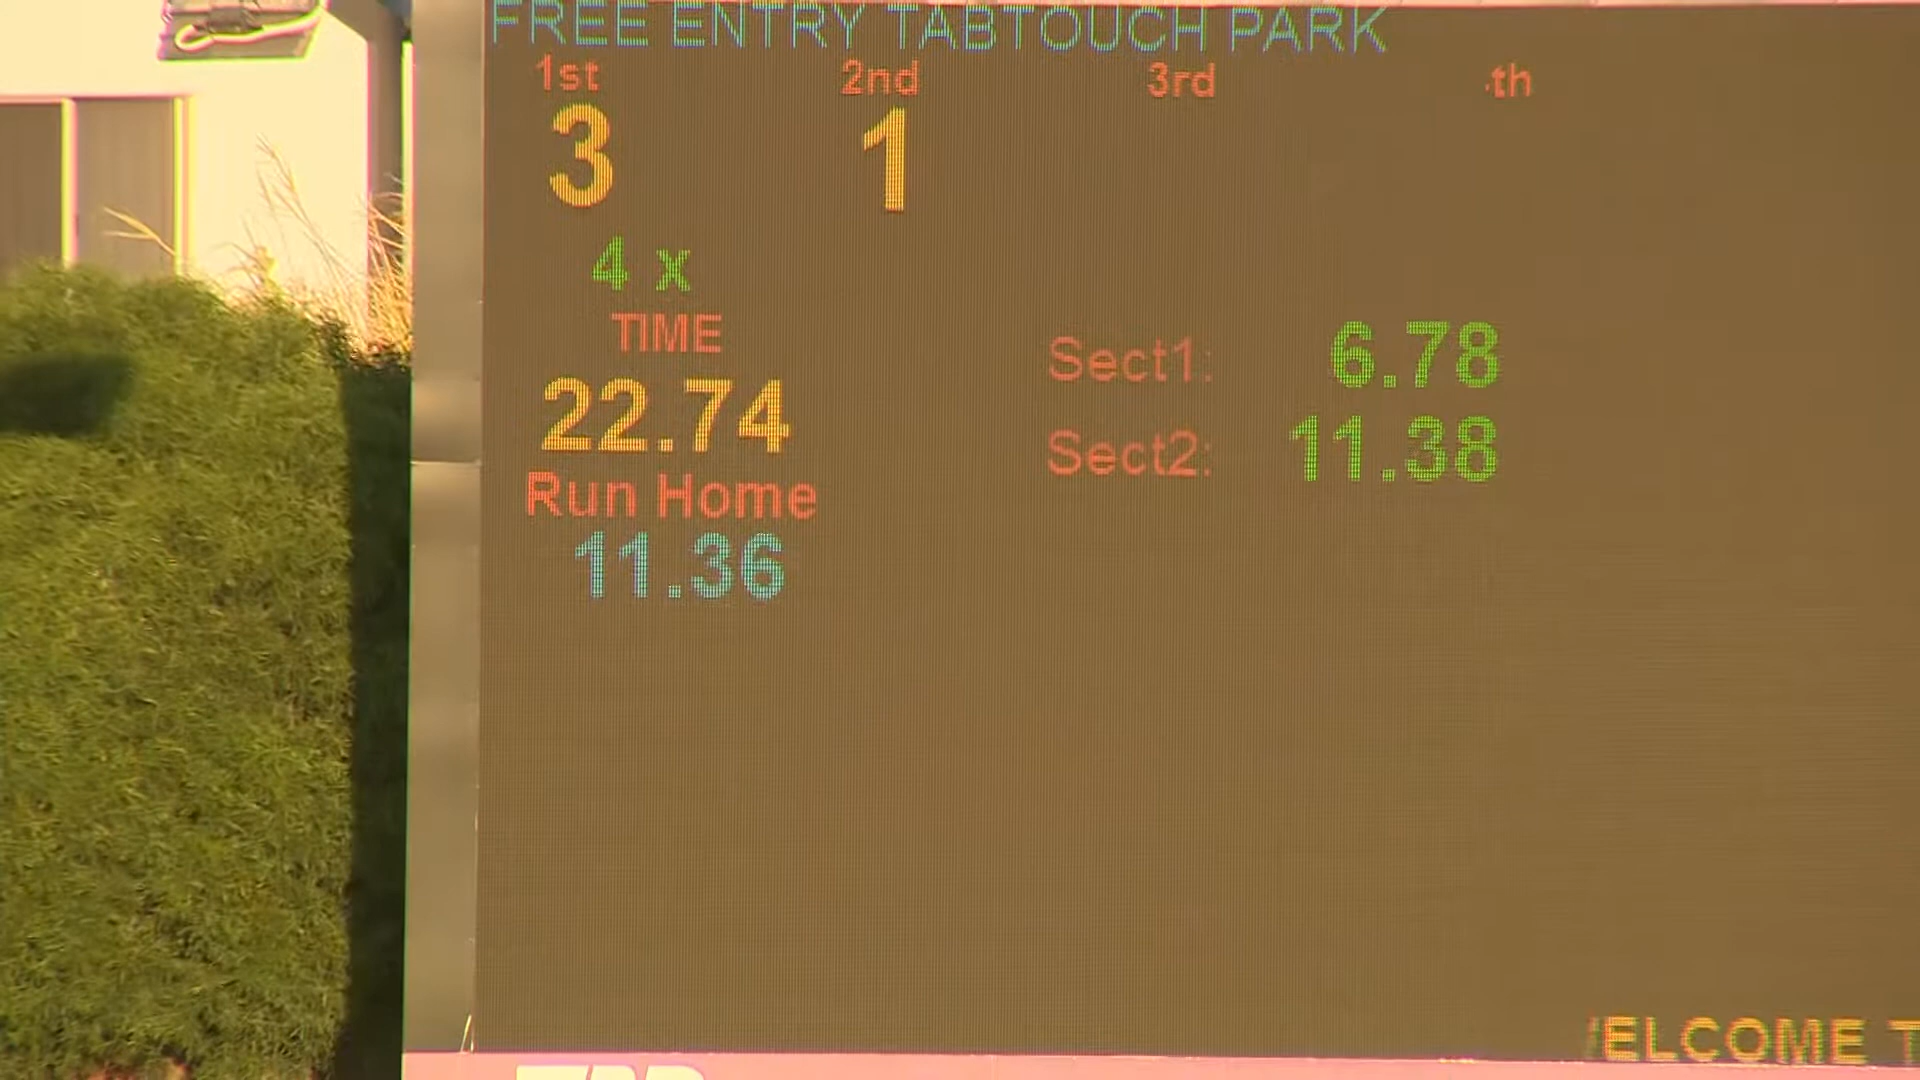 FREE ENTRY TABTOUCH PARK
1st 2nd 3rd th
3 1
4 x
TIME
22.74
Run Home
11.36
Sect1: 6.78
Sect2: 11.38
ELCOME T